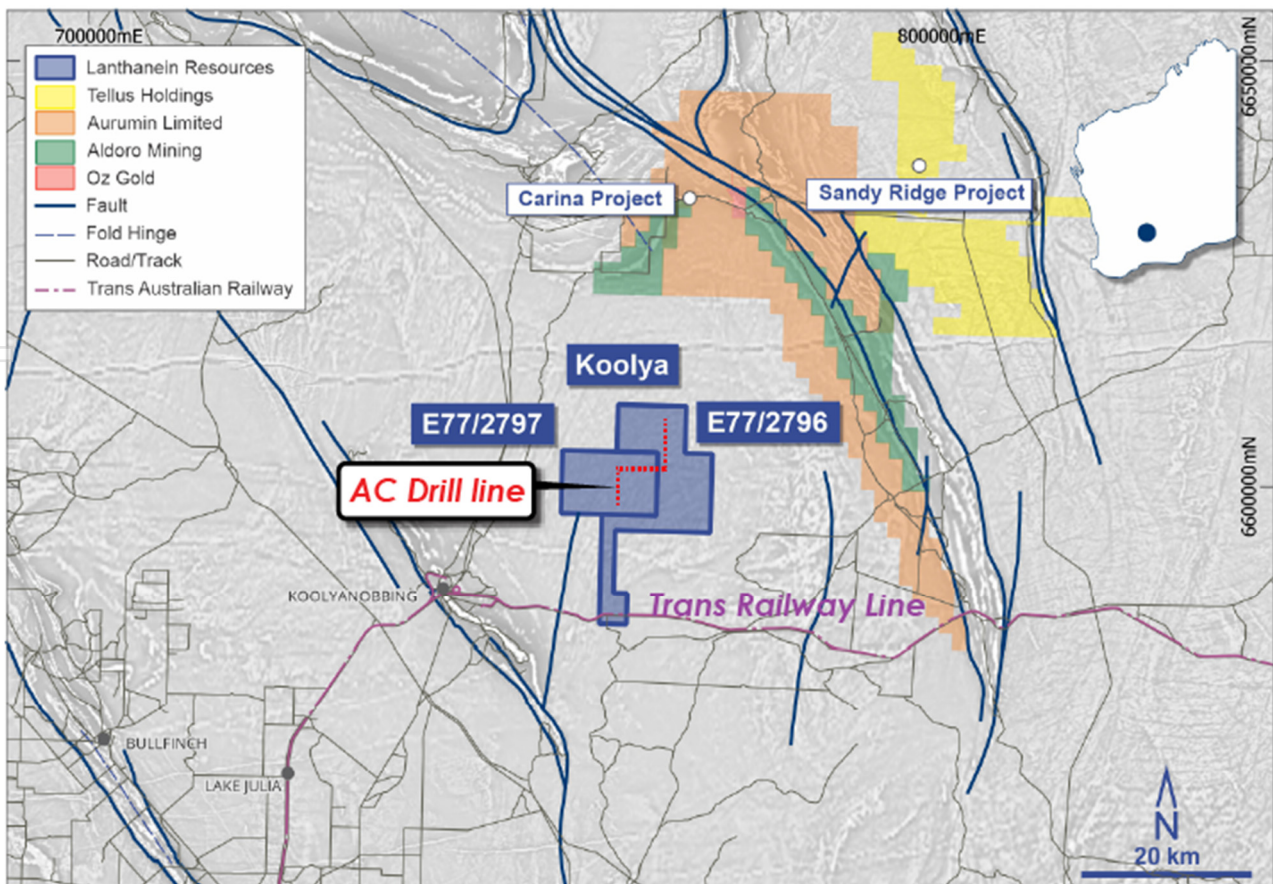 700000mE
800000mE
6650000mN
Lanthanein Resources
Tellus Holdings
Aurumin Limited
Aldoro Mining
Oz Gold
Fault
Fold Hinge
Road/Track
Trans Australian Railway
Carina Project
Sandy Ridge Project
Koolya
E77/2797
E77/2796
AC Drill line
6600000mN
KOOLYANOBBING
Trans Railway Line
BULLFINCH
LAKE JULIA
N
20 km